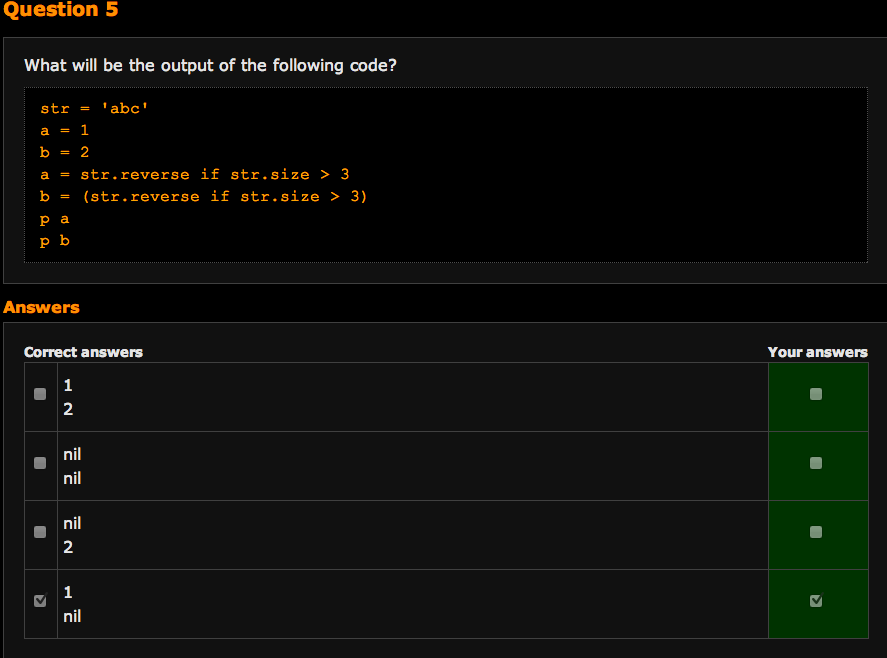 Question 5
What will be the output of the following code?
str = 'abc'
a = 1
b = 2
a = str.reverse if str.size > 3
b = (str.reverse if str.size > 3)
p a
p b
Answers
Correct answers
Your answers
1
2
nil
nil
nil
2
1
nil